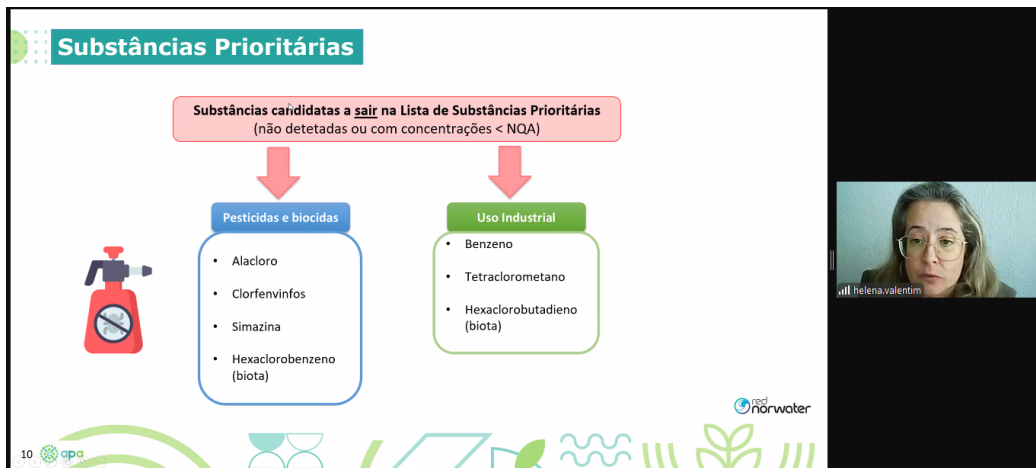 Substâncias Prioritárias
Substâncias candidatas a sair na Lista de Substâncias Prioritárias
(não detetadas ou com concentrações < NQA)
Pesticidas e biocidas
• Alacloro
• Clorfenvinfos
• Simazina
• Hexaclorobenzeno
(biota)
Uso Industrial
• Benzeno
• Tetraclorometano
• Hexaclorobutadieno
(biota)
helena.valentim
red
norwater
10
apa